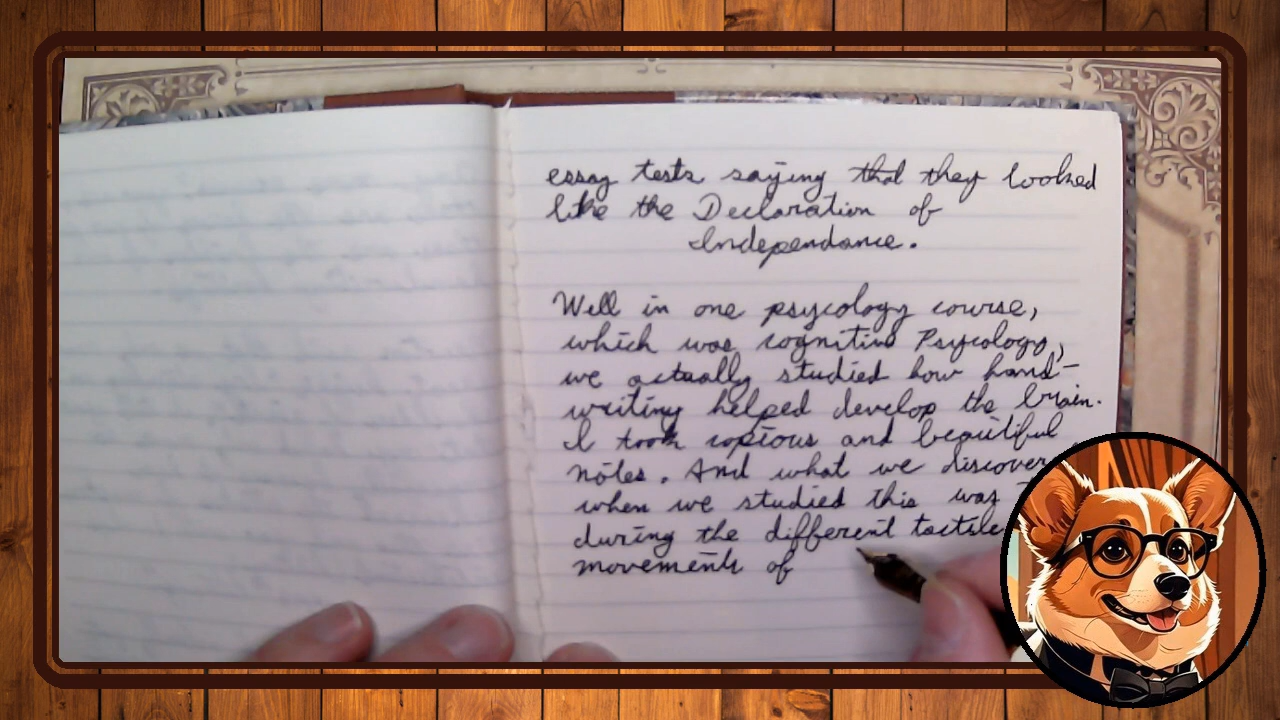 essay tests saying that they looked
like the Declaration of
Independance.
Well in one psycology course,
which was cognitive Psycology,
we actually studied how hand-
writing helped develop the brain.
I took copious and beautiful
notes. And what we discover
when we studied this was
during the different tactile
movements of